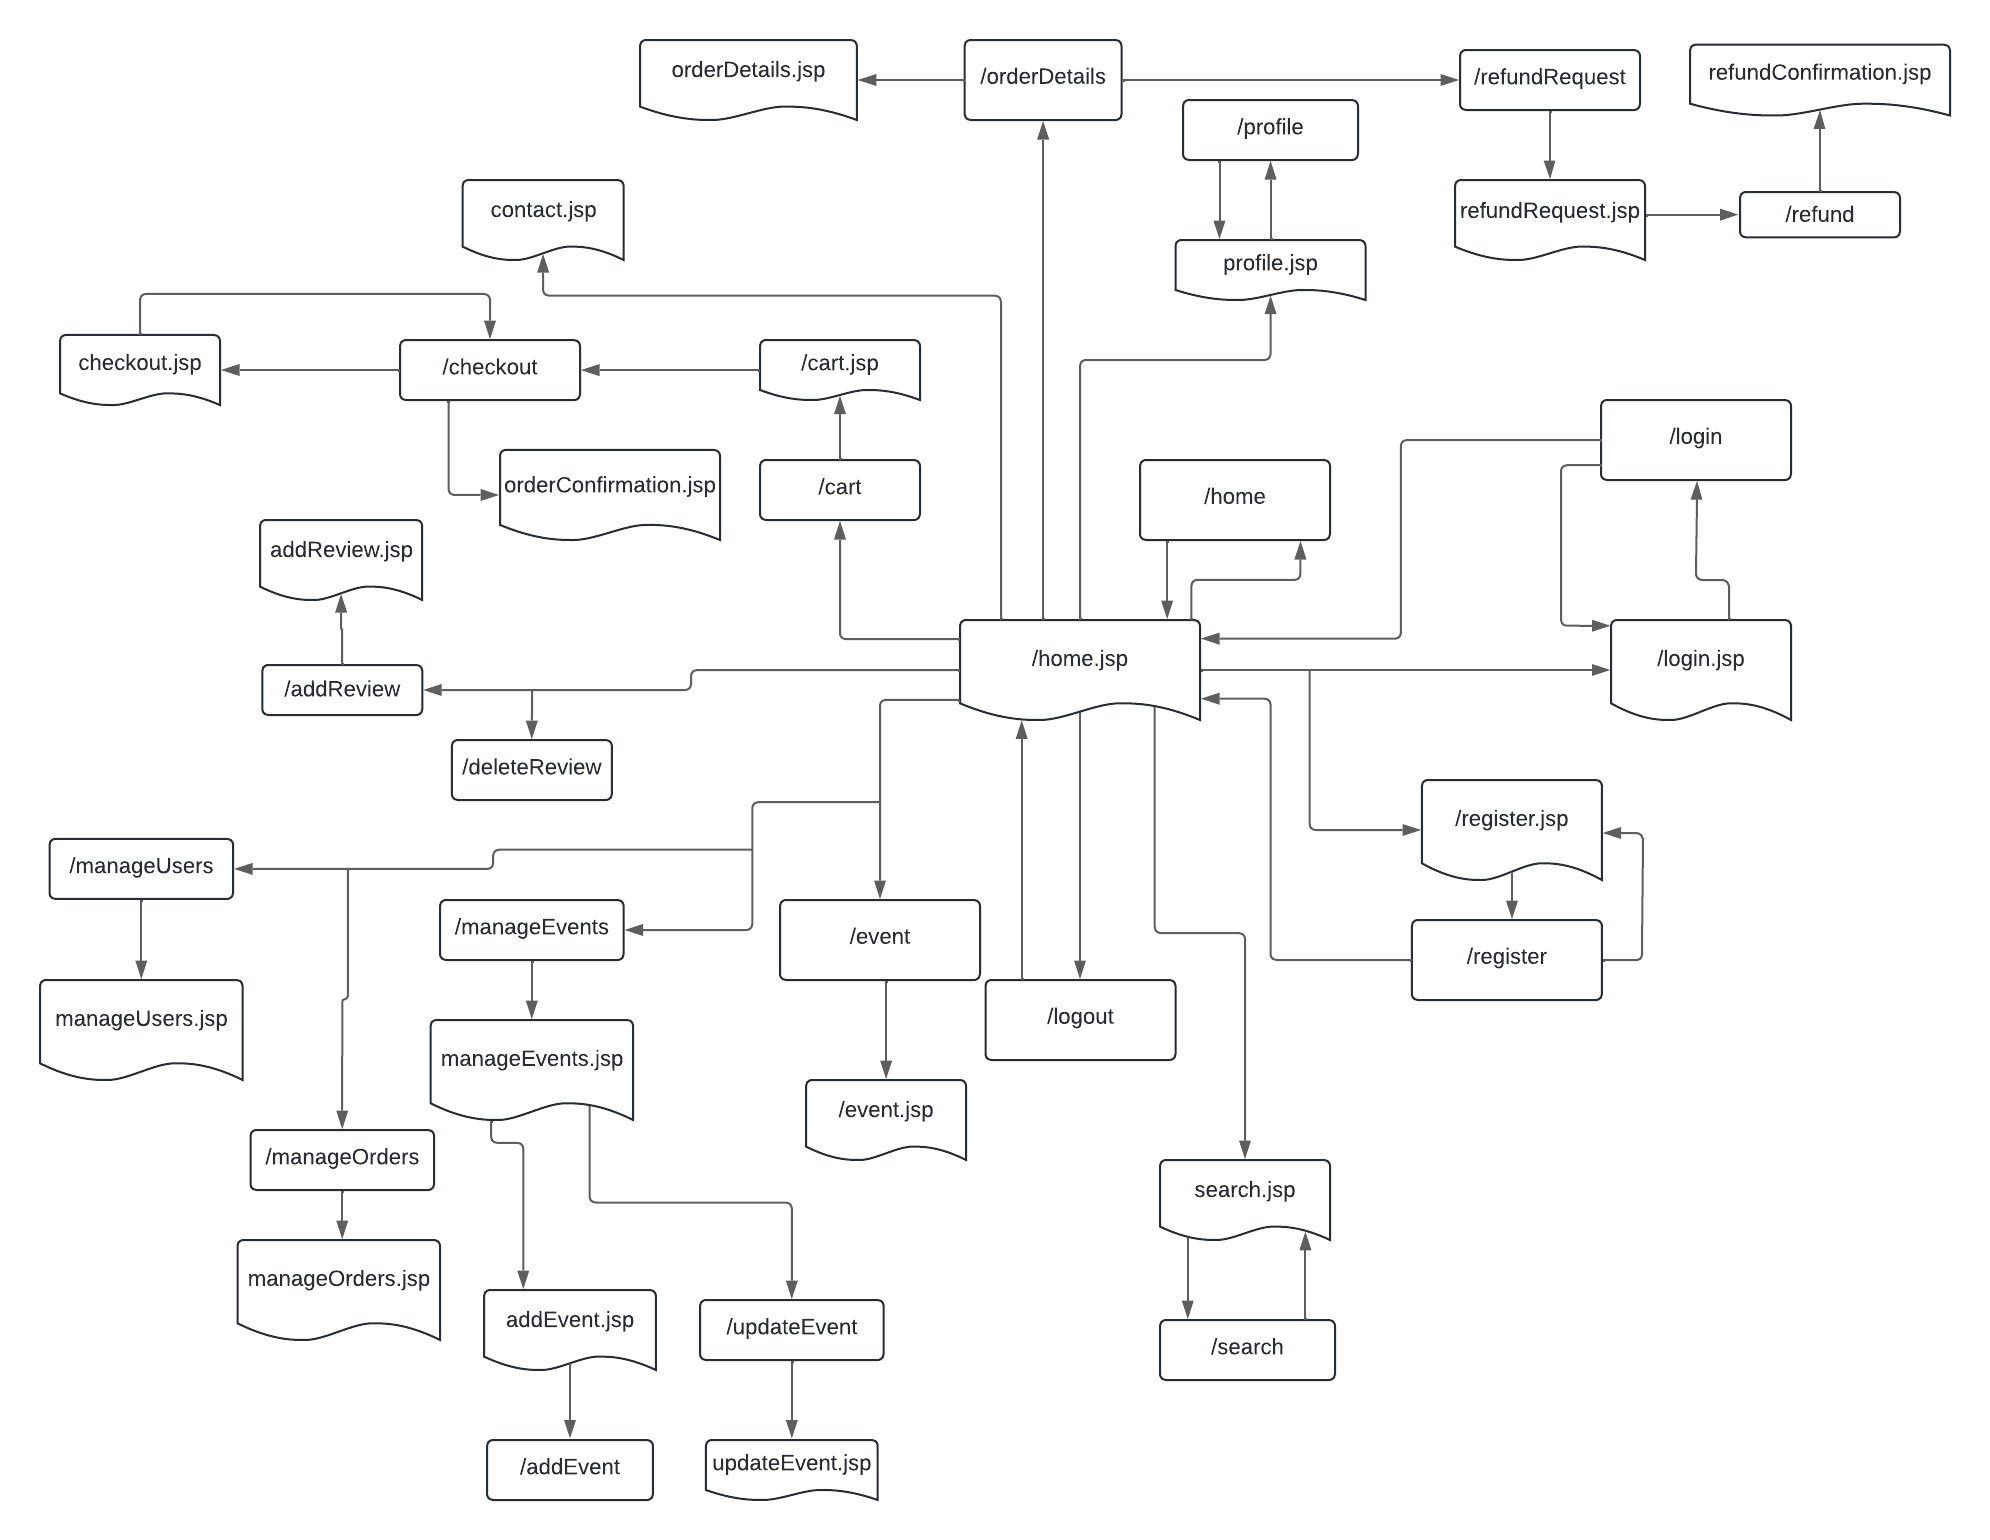 orderDetails.jsp
/orderDetails
/refundRequest
refundConfirmation.jsp
/profile
contact.jsp
refundRequest.jsp
/refund
profile.jsp
checkout.jsp
/checkout
/cart.jsp
/login
orderConfirmation.jsp
/cart
/home
addReview.jsp
/home.jsp
/login.jsp
/addReview
/deleteReview
/register.jsp
/manageUsers
/manageEvents
/event
/register
manageUsers.jsp
manageEvents.jsp
/logout
/event.jsp
/manageOrders
search.jsp
manageOrders.jsp
addEvent.jsp
/updateEvent
/search
/addEvent
updateEvent.jsp